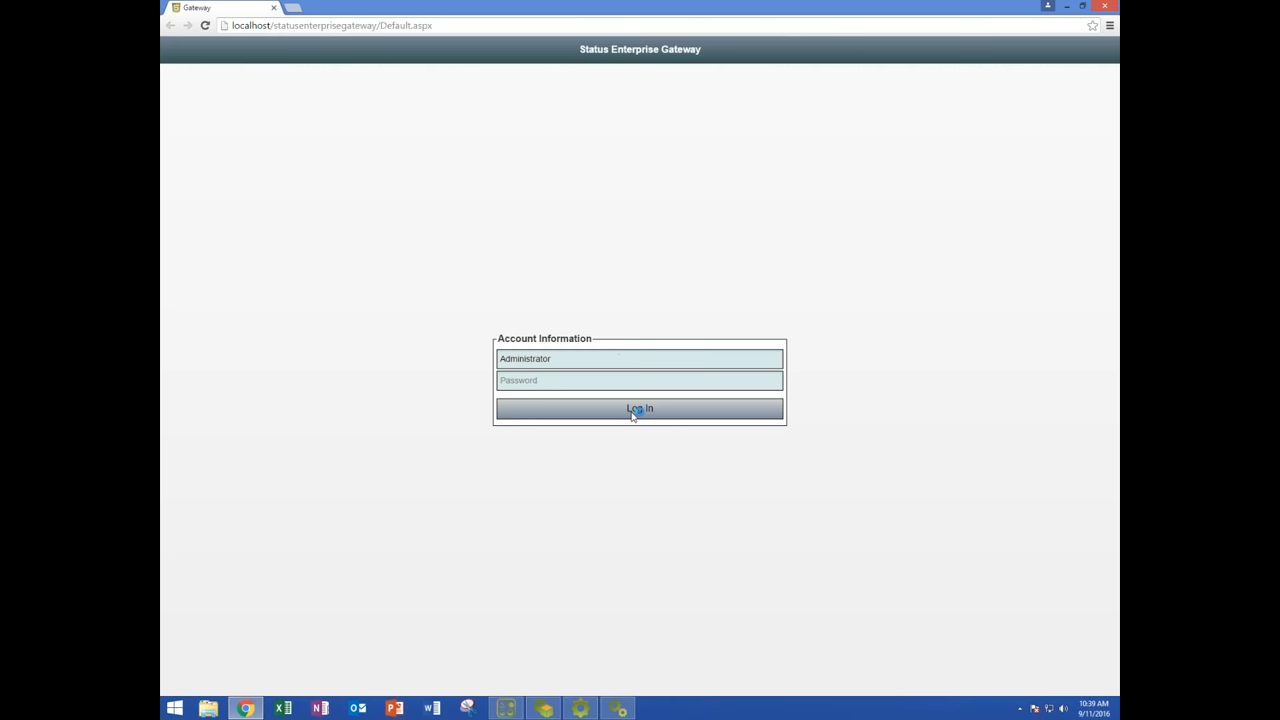 Gateway
localhost/statusenterprisegateway/Default.aspx
Status Enterprise Gateway
Account Information
Administrator
Password
Log In
10:39 AM
9/11/2016